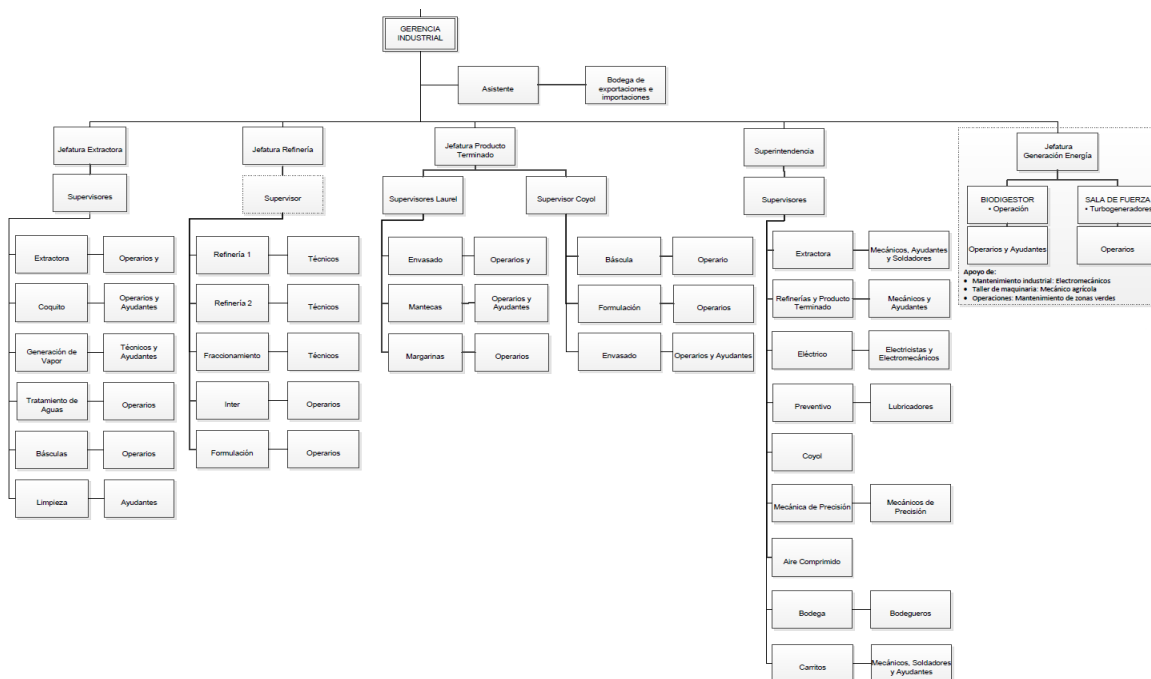 GERENCIA
INDUSTRIAL
Asistente
Bodega de
exportaciones e
importaciones
Jefatura Extractora
Supervisores
Extractora
Operarios y
Coquito
Operarios y
Ayudantes
Generación de
Vapor
Técnicos y
Ayudantes
Tratamiento de
Aguas
Operarios
Básculas
Operarios
Limpieza
Ayudantes
Jefatura Refinería
Supervisor
Refinería 1
Técnicos
Refinería 2
Técnicos
Fraccionamiento
Técnicos
Inter
Operarios
Formulación
Operarios
Jefatura Producto
Terminado
Supervisores Laurel
Envasado
Operarios y
Mantecas
Operarios y
Ayudantes
Margarinas
Operarios
Supervisor Coyol
Báscula
Operario
Formulación
Operarios
Envasado
Operarios y Ayudantes
Superintendencia
Supervisores
Extractora
Mecánicos, Ayudantes
y Soldadores
Refinerías y Producto
Terminado
Mecánicos y
Ayudantes
Eléctrico
Electricistas y
Electromecánicos
Preventivo
Lubricadores
Coyol
Mecánica de Precisión
Mecánicos de
Precisión
Aire Comprimido
Bodega
Bodegueros
Carritos
Mecánicos, Soldadores
y Ayudantes
Jefatura
Generación Energía
BIODIGESTOR
• Operación
Operarios y Ayudantes
SALA DE FUERZA
• Turbogeneradores
Operarios
Apoyo de:
• Mantenimiento industrial: Electromecánicos
• Taller de maquinaria: Mecánico agrícola
• Operaciones: Mantenimiento de zonas verdes